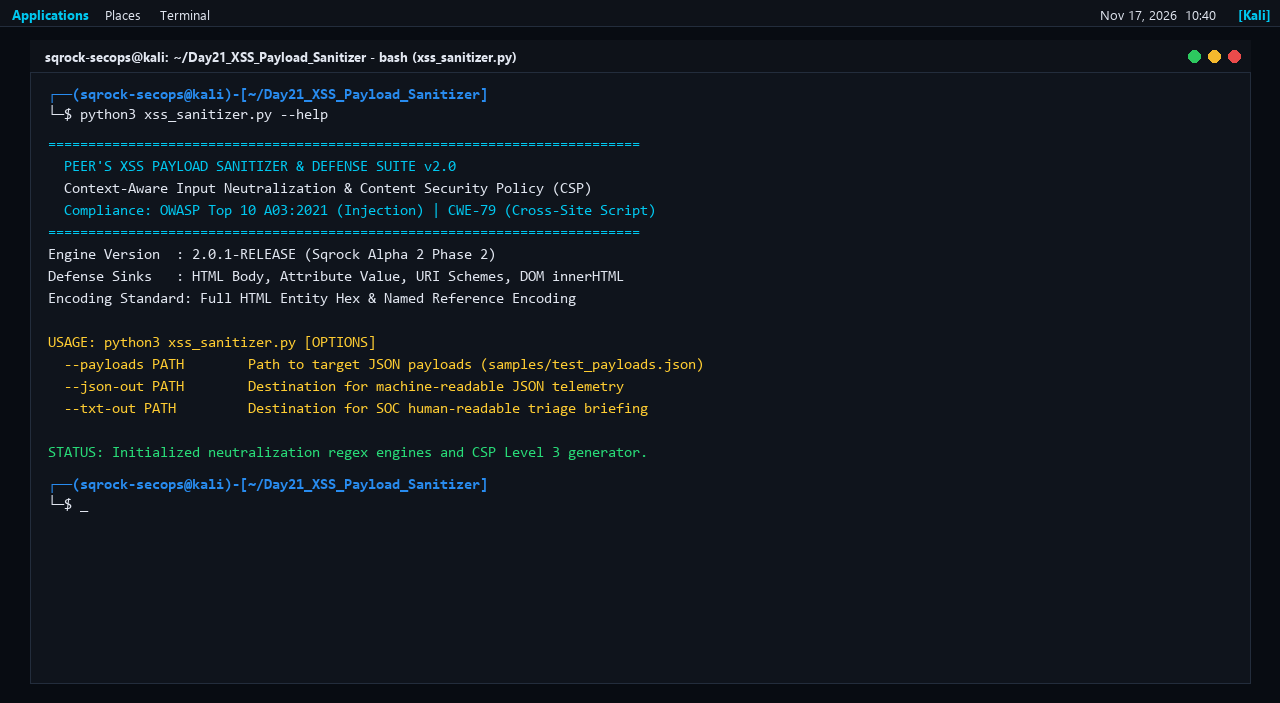 Applications Places Terminal Nov 17, 2026 10:40 [Kali]
sqrock-secops@kali: ~/Day21_XSS_Payload_Sanitizer - bash (xss_sanitizer.py)
┌──(sqrock-secops@kali)-[~/Day21_XSS_Payload_Sanitizer]
└─$ python3 xss_sanitizer.py --help
==========================================================================
PEER'S XSS PAYLOAD SANITIZER & DEFENSE SUITE v2.0
Context-Aware Input Neutralization & Content Security Policy (CSP)
Compliance: OWASP Top 10 A03:2021 (Injection) | CWE-79 (Cross-Site Script)
==========================================================================
Engine Version  : 2.0.1-RELEASE (Sqrock Alpha 2 Phase 2)
Defense Sinks   : HTML Body, Attribute Value, URI Schemes, DOM innerHTML
Encoding Standard: Full HTML Entity Hex & Named Reference Encoding
USAGE: python3 xss_sanitizer.py [OPTIONS]
--payloads PATH        Path to target JSON payloads (samples/test_payloads.json)
--json-out PATH        Destination for machine-readable JSON telemetry
--txt-out PATH         Destination for SOC human-readable triage briefing
STATUS: Initialized neutralization regex engines and CSP Level 3 generator.
┌──(sqrock-secops@kali)-[~/Day21_XSS_Payload_Sanitizer]
└─$ _